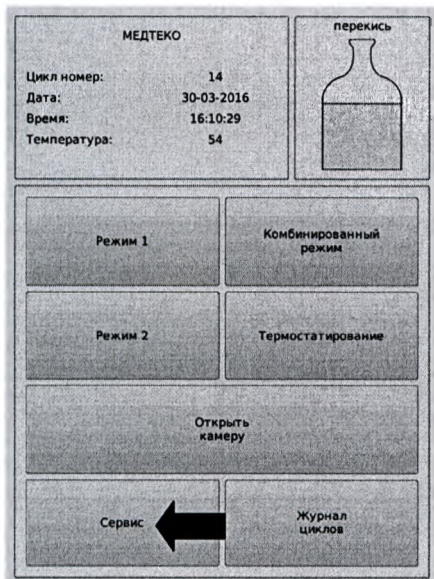 МЕДТЕКО
Цикл номер: 14
Дата: 30-03-2016
Время: 16:10:29
Температура: 54
перекись
Режим 1
Комбинированный
режим
Режим 2
Термостатирование
Открыть
камеру
Сервис
Журнал
циклов